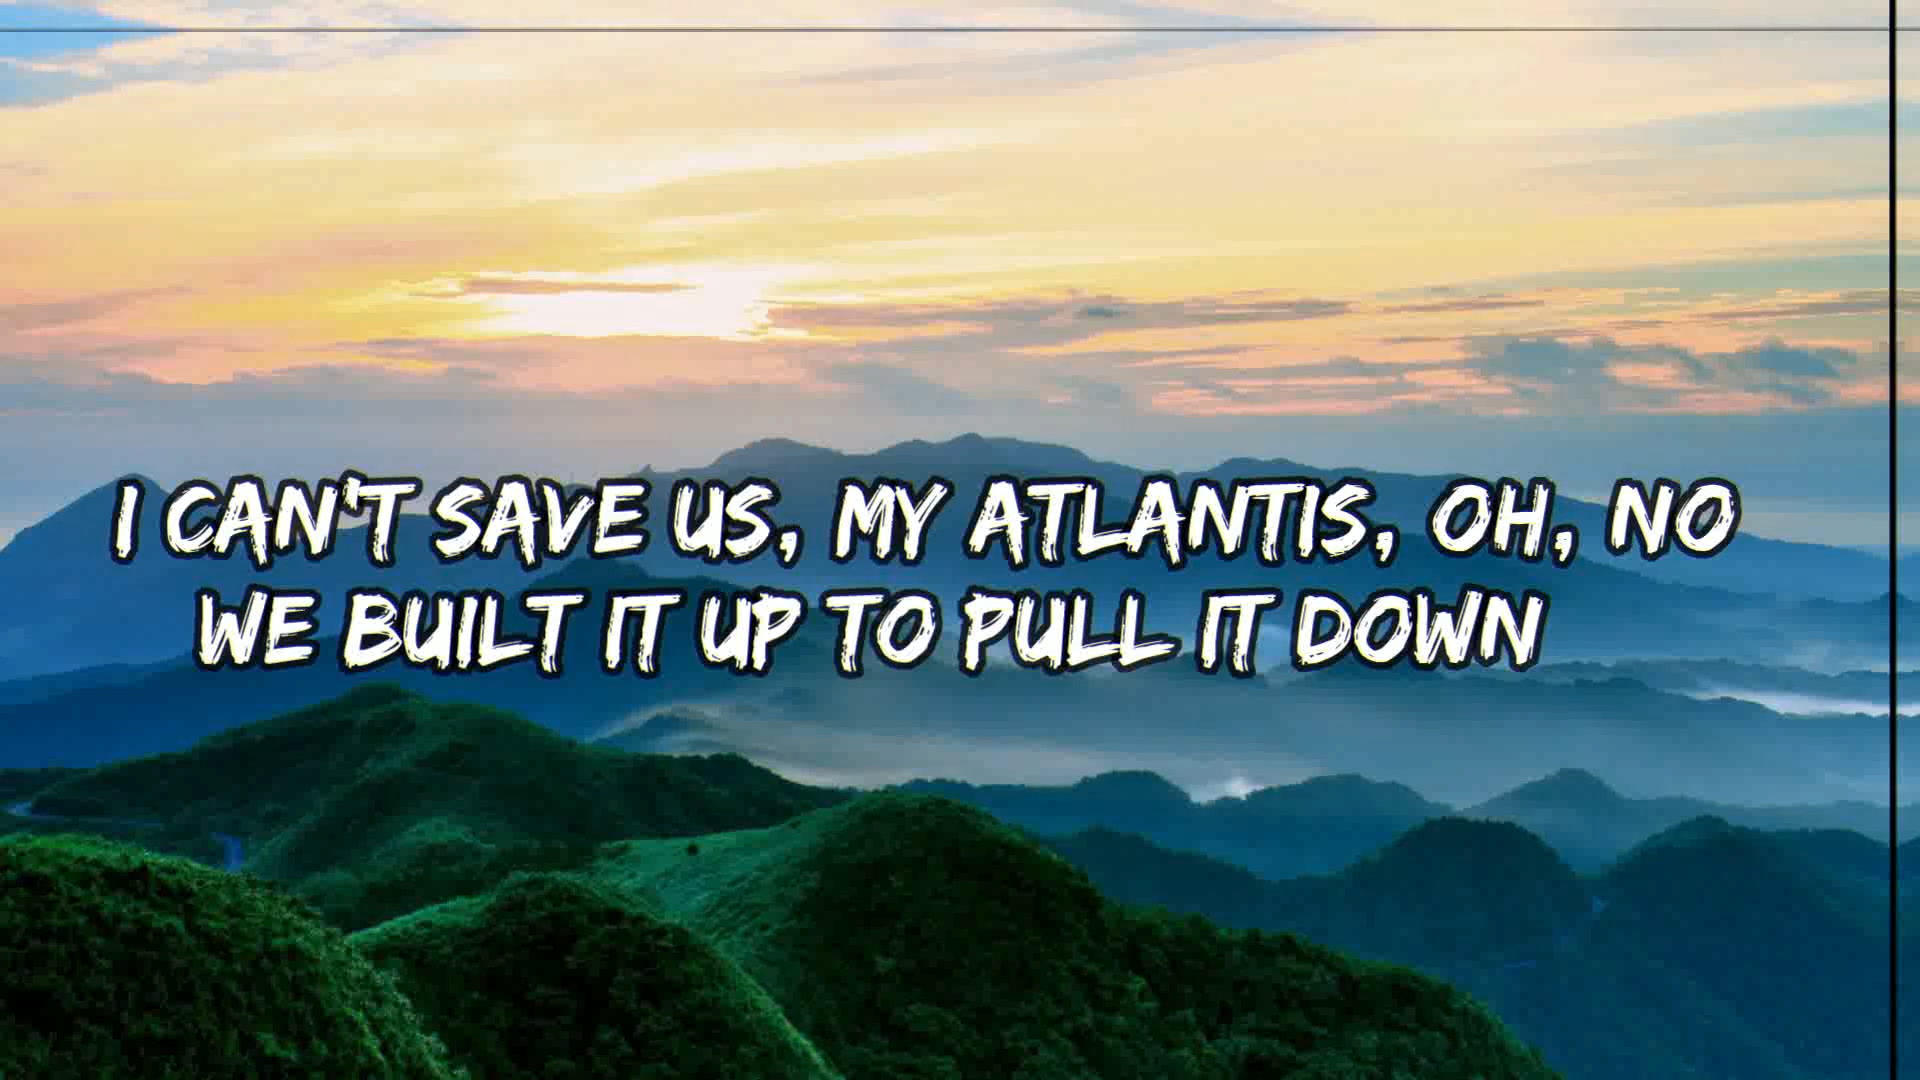 I CAN'T SAVE US, MY ATLANTIS, OH, NO
WE BUILT IT UP TO PULL IT DOWN